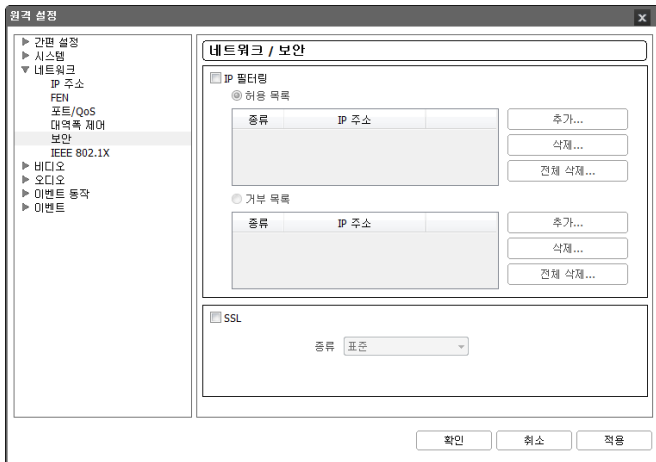 원격 설정
간편 설정
시스템
네트워크
IP 주소
FEN
포트/QoS
대역폭 제어
보안
IEEE 802.1X
비디오
오디오
이벤트 동작
이벤트
네트워크 / 보안
IP 필터링
허용 목록
종류 IP 주소
추가...
삭제...
전체 삭제...
거부 목록
종류 IP 주소
추가...
삭제...
전체 삭제...
SSL
종류 표준
확인 취소 적용